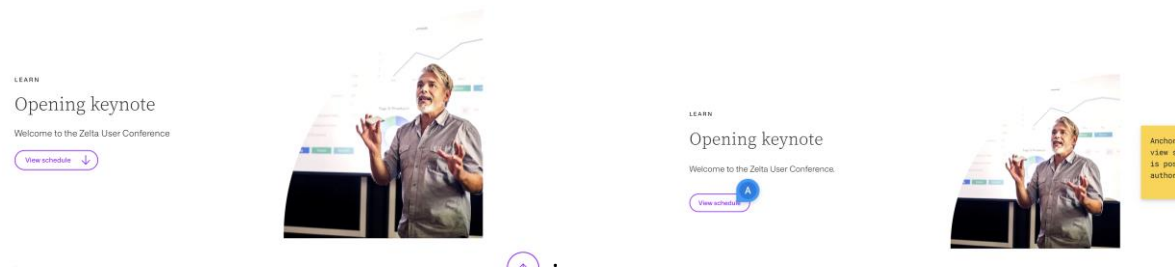 LEARN
Opening keynote
Welcome to the Zelta User Conference
View schedule
LEARN
Opening keynote
Welcome to the Zelta User Conference.
View schedule
A
view